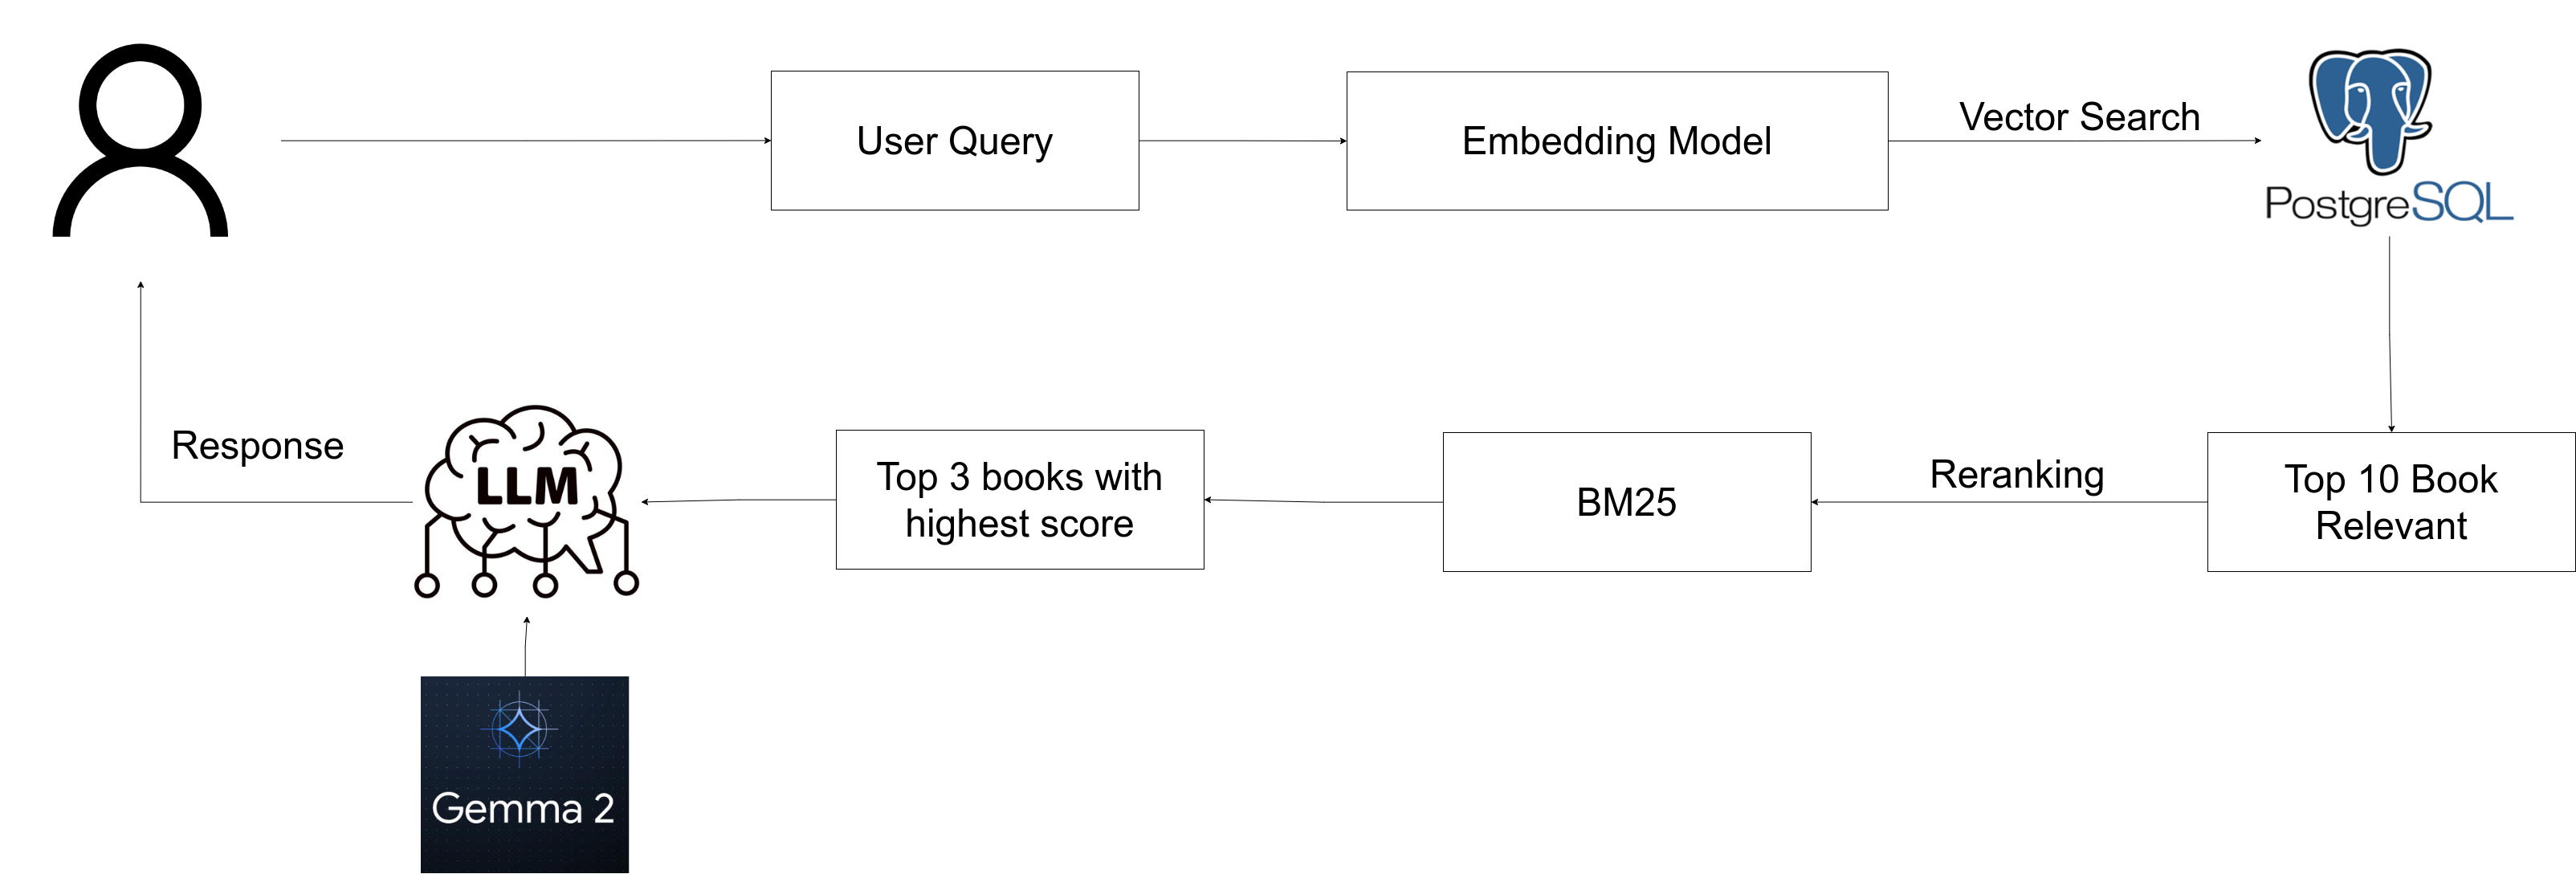 User Query
Embedding Model
Vector Search
PostgreSQL
Response
LLM
Top 3 books with
highest score
BM25
Reranking
Top 10 Book
Relevant
Gemma 2